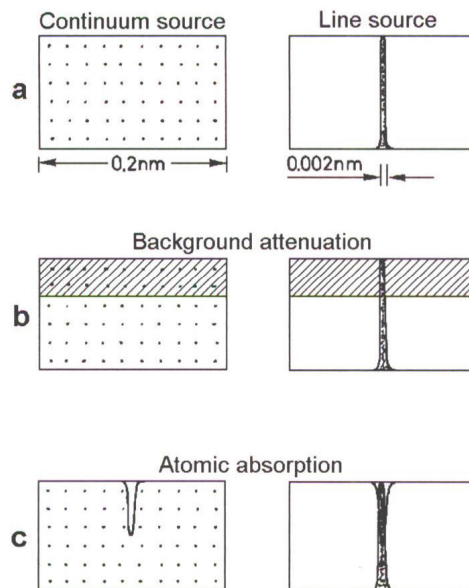 Continuum source
Line source
a
0.2nm
0.002nm
Background attenuation
b
Atomic absorption
c